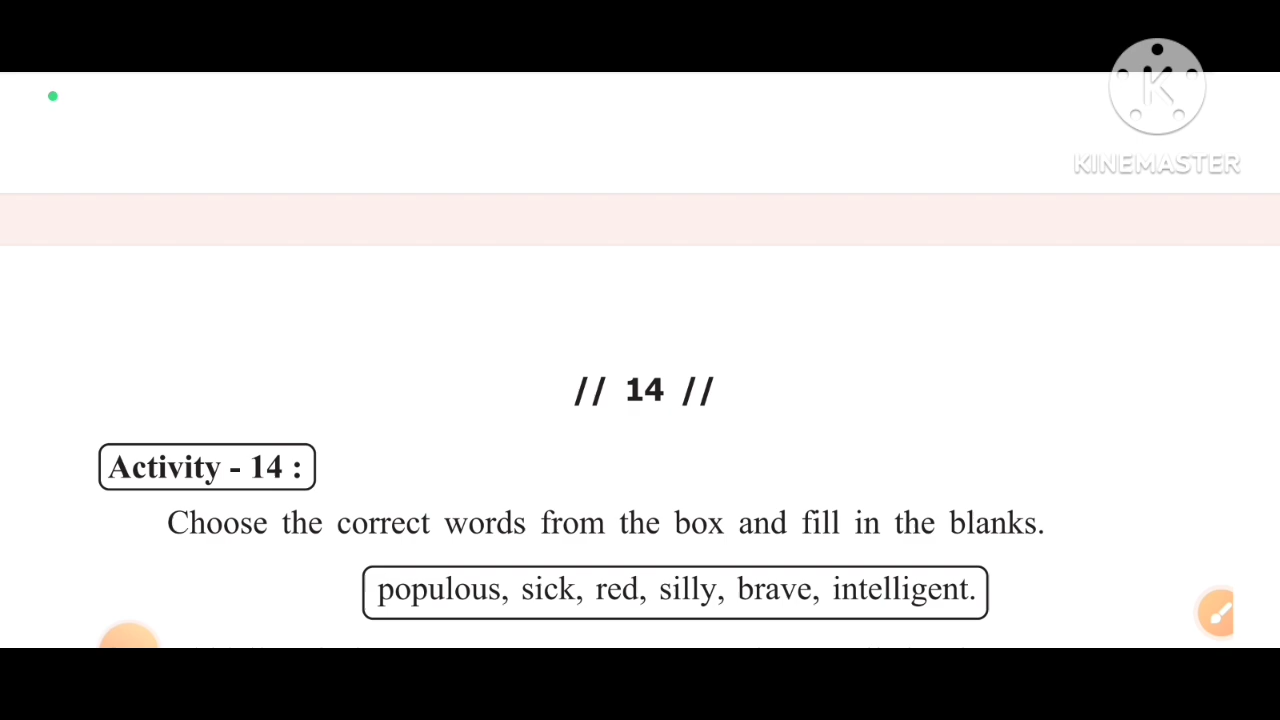 K
KINEMASTER
// 14 //
Activity - 14 :
Choose the correct words from the box and fill in the blanks.
populous, sick, red, silly, brave, intelligent.